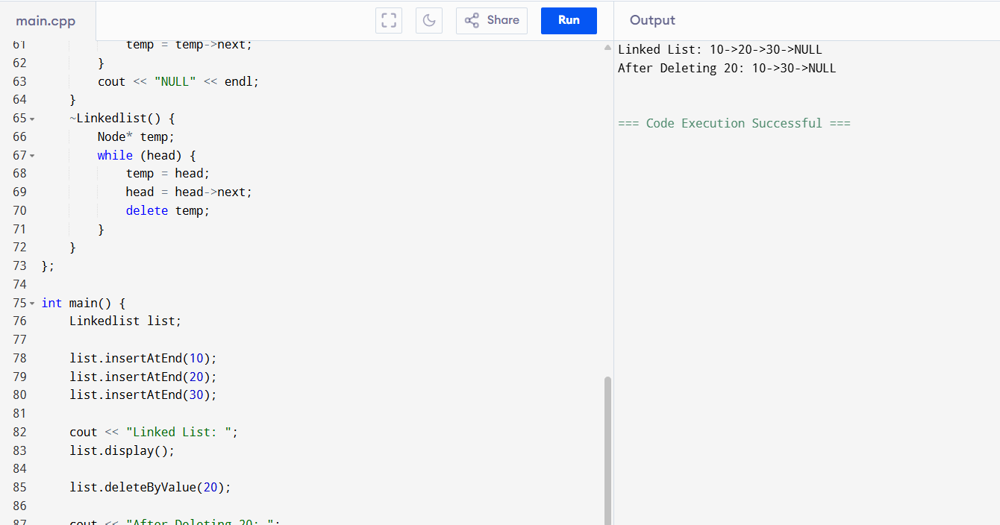 main.cpp
Share
Run
Output
61 temp = temp->next;
62 }
63 cout << "NULL" << endl;
64 }
65 ~Linkedlist() {
66 Node* temp;
67 while (head) {
68 temp = head;
69 head = head->next;
70 delete temp;
71 }
72 }
73 };
74
75 int main() {
76 Linkedlist list;
77
78 list.insertAtEnd(10);
79 list.insertAtEnd(20);
80 list.insertAtEnd(30);
81
82 cout << "Linked List: ";
83 list.display();
84
85 list.deleteByValue(20);
86
87 cout << "After Deleting 20: ";
Linked List: 10->20->30->NULL
After Deleting 20: 10->30->NULL
=== Code Execution Successful ===